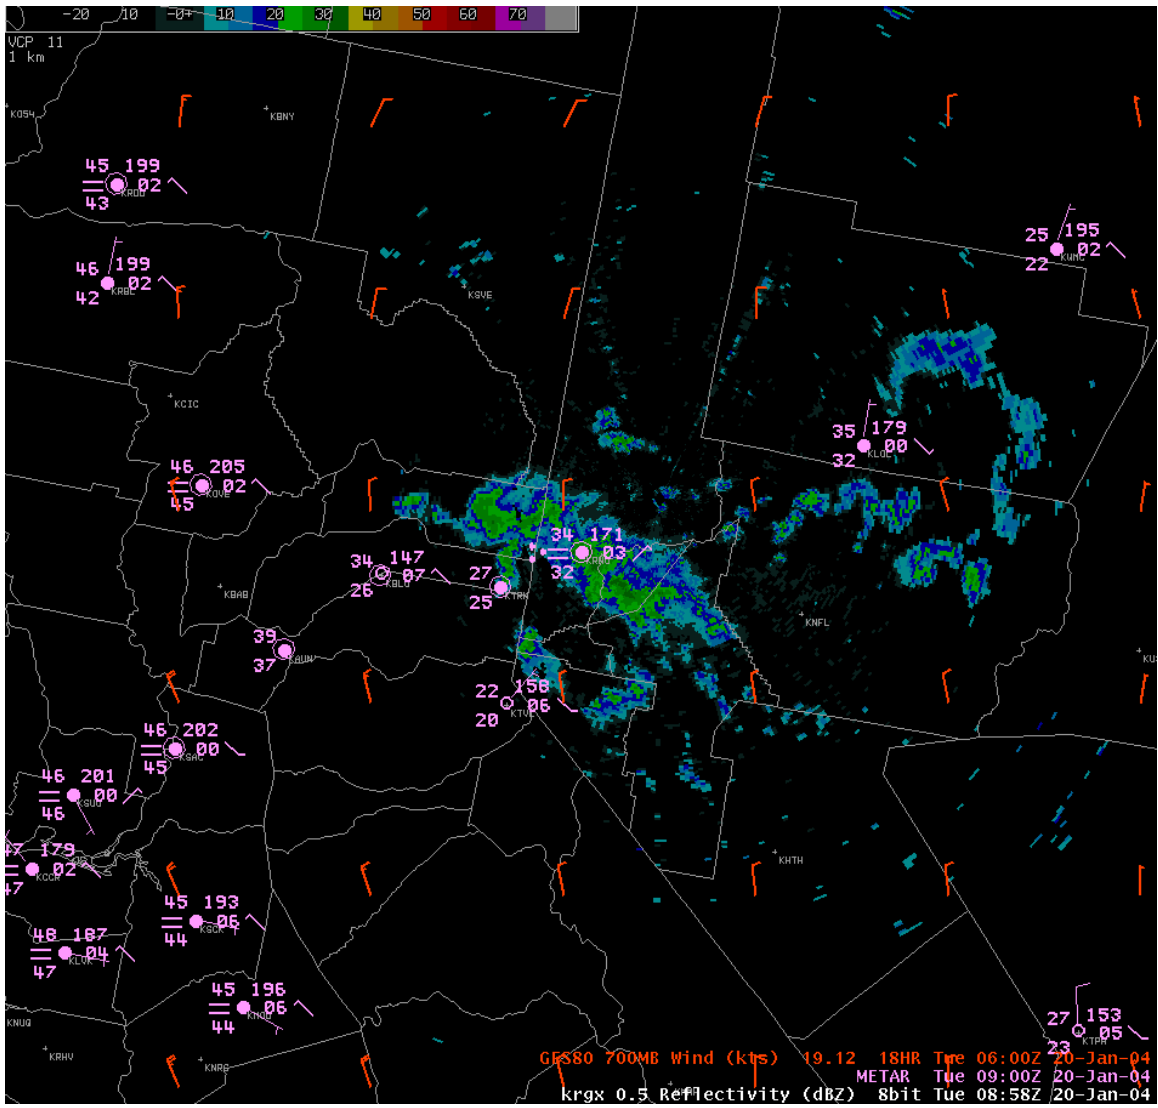 -20 10 -0+ 10 20 30 40 50 60 70
VCP 11
1 km
KO54
KBNY
45 199
02
43
KRDD
25 195
02
22
KWMC
46 199
02
42
KRBL
KSVE
KCIC
35 179
00
32
KLOL
46 205
02
45
KOVE
34 171
03
32
KRNO
34 147
07
26
KBLU
27
25
KTRK
KBAB
KNFL
39
37
KAUN
22 158
06
20
KTVL
46 202
00
45
KSAC
46 201
00
46
KSUU
47 179
02
47
KCCR
KHTH
45 193
06
44
KSCK
48 187
04
47
KLVK
45 196
06
44
KMOD
KNUQ
KRHV
KNRC
27 153
05
23
KTPH
GES80 700MB Wind (kts) 19.12 18HR Tue 06:00Z 20-Jan-04
METAR Tue 09:00Z 20-Jan-04
krgx 0.5 Reflectivity (dBZ) 8bit Tue 08:58Z 20-Jan-04